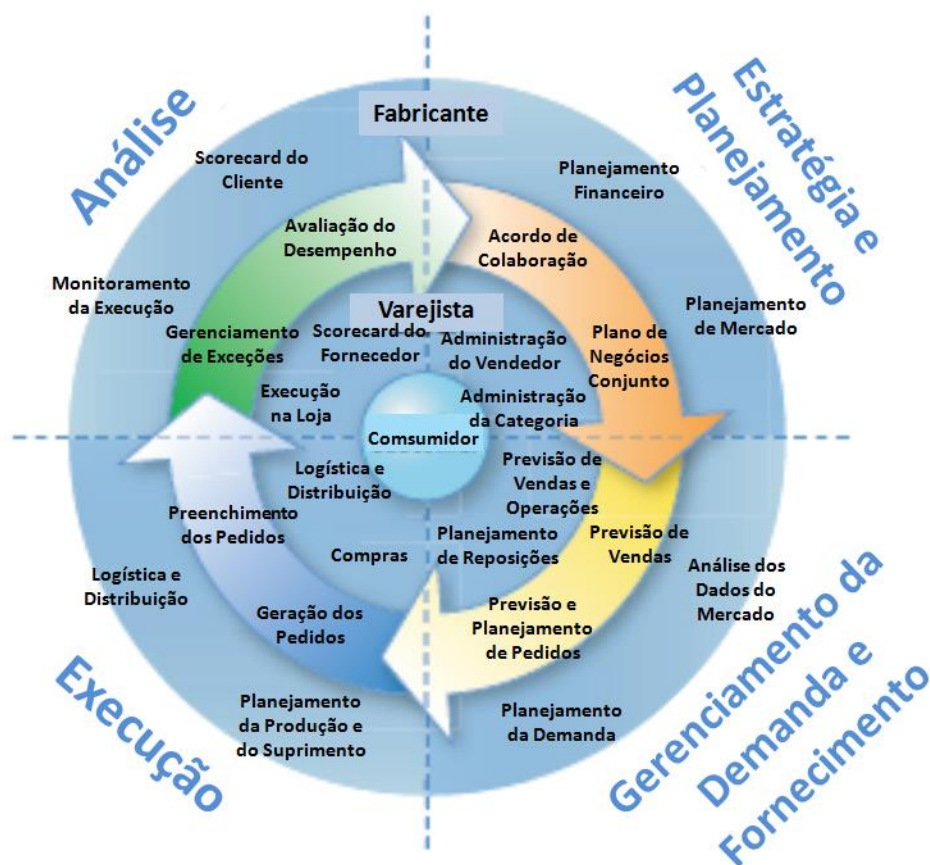 Análise
Estratégia e
Planejamento
Fabricante
Scorecard do
Cliente
Planejamento
Financeiro
Avaliação do
Desempenho
Acordo de
Colaboração
Monitoramento
da Execução
Varejista
Planejamento
de Mercado
Gerenciamento
de Exceções
Scorecard do
Fornecedor
Administração
do Vendedor
Plano de
Negócios
Conjunto
Execução
na Loja
Administração
da Categoria
Comsumidor
Logística e
Distribuição
Previsão de
Vendas e
Operações
Preenchimento
dos Pedidos
Compras
Planejamento
de Reposições
Previsão de
Vendas
Logística e
Distribuição
Análise dos
Dados do
Mercado
Geração dos
Pedidos
Previsão e
Planejamento
de Pedidos
Planejamento
da Produção e
do Suprimento
Planejamento
da Demanda
Execução
Gerenciamento da
Demanda e
Fornecimento